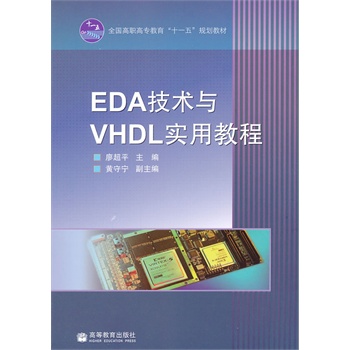 全国高职高专教育“十一五”规划教材
EDA技术与
VHDL实用教程
廖超平 主编
黄守宁 副主编
高等教育出版社
HIGHER EDUCATION PRESS